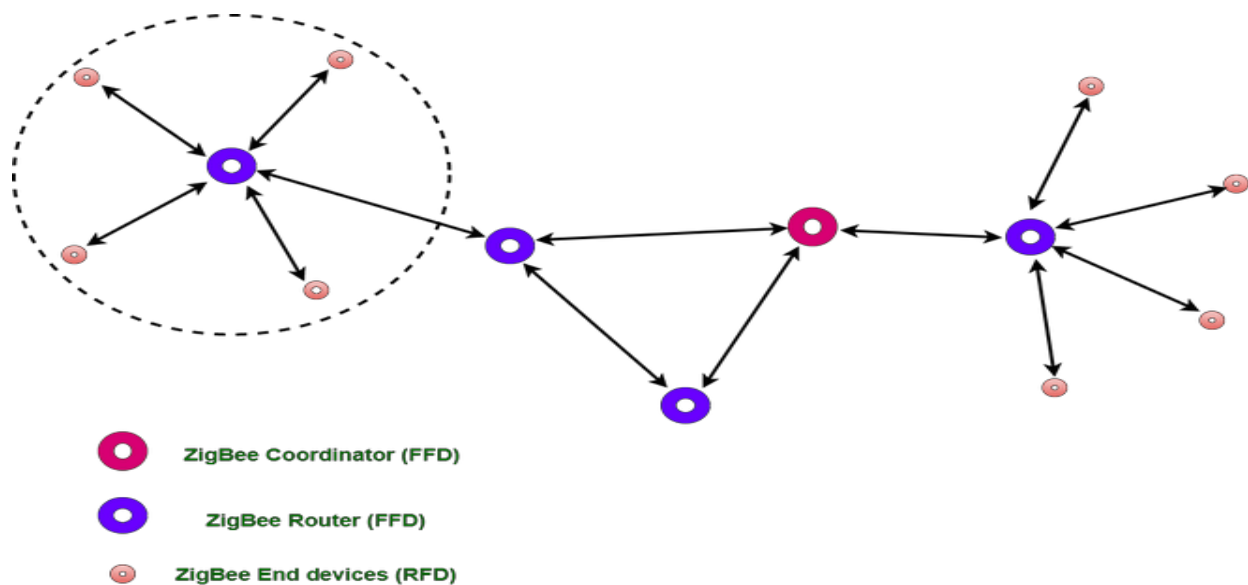 ZigBee Coordinator (FFD)
ZigBee Router (FFD)
ZigBee End devices (RFD)